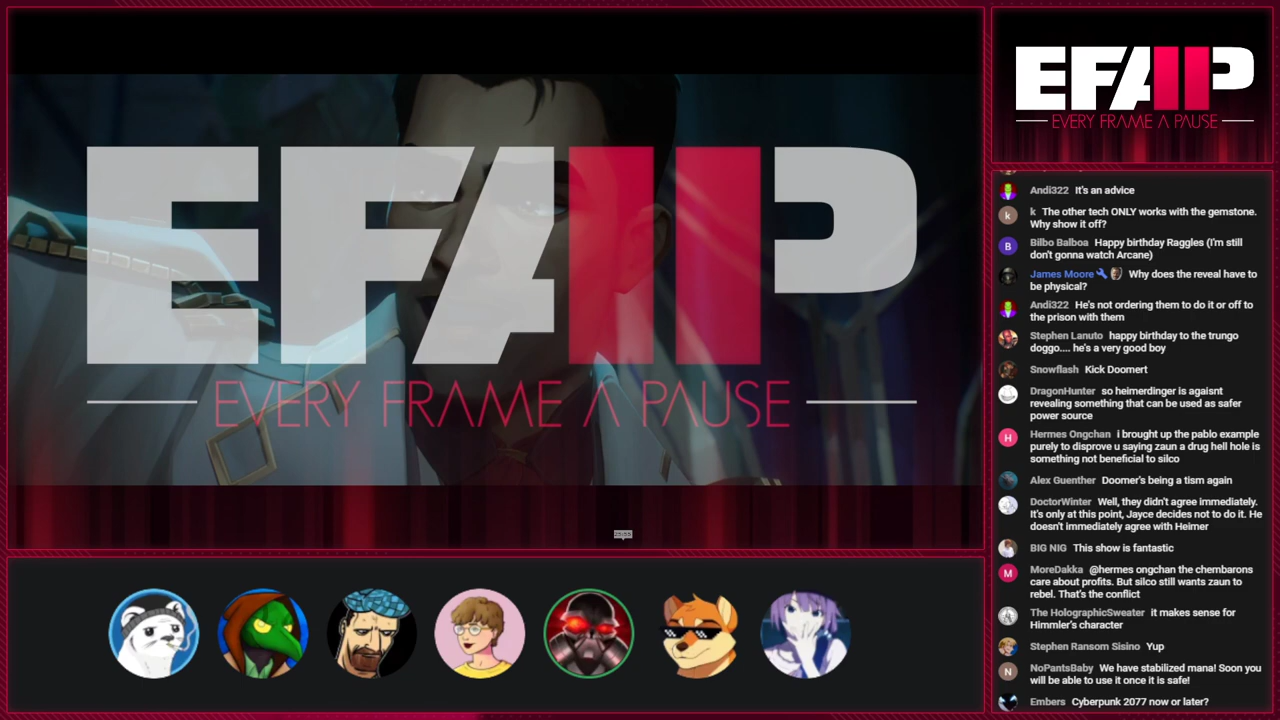 EFAP
EVERY FRAME A PAUSE
EFAP
EVERY FRAME A PAUSE
Andi322 It's an advice
k The other tech ONLY works with the gemstone.
Why show it off?
Bilbo Balboa Happy birthday Raggles (I'm still
don't gonna watch Arcane)
James Moore Why does the reveal have to
be physical?
Andi322 He's not ordering them to do it or off to
the prison with them
Stephen Lanuto happy birthday to the trungo
doggo.... he's a very good boy
Snowflash Kick Doomert
DragonHunter so heimerdinger is agaisnt
revealing something that can be used as safer
power source
Hermes Ongchan i brought up the pablo example
purely to disprove u saying zaun a drug hell hole is
something not beneficial to silco
Alex Guenther Doomer's being a tism again
DoctorWinter Well, they didn't agree immediately.
It's only at this point, Jayce decides not to do it. He
doesn't immediately agree with Heimer
BIG NIG This show is fantastic
MoreDakka @hermes ongchan the chembarons
care about profits. But silco still wants zaun to
rebel. That's the conflict
The HolographicSweater it makes sense for
Himmler's character
Stephen Ransom Sisino Yup
NoPantsBaby We have stabilized mana! Soon you
will be able to use it once it is safe!
Embers Cyberpunk 2077 now or later?